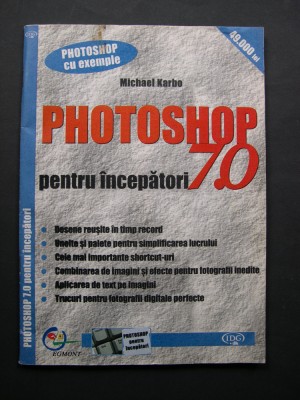 PHOTOSHOP
cu exemple
49.000 lei
Michael Karbo
PHOTOSHOP
7.0
pentru începători
Desene reușite în timp record
Unelte și palete pentru simplificarea lucrului
Cele mai importante shortcut-uri
Combinarea de imagini și efecte pentru fotografii inedite
Aplicarea de text pe imagini
Trucuri pentru fotografii digitale perfecte
PHOTOSHOP 7.0 pentru începători
EGMONT
PHOTOSHOP
pentru
începători
IDG